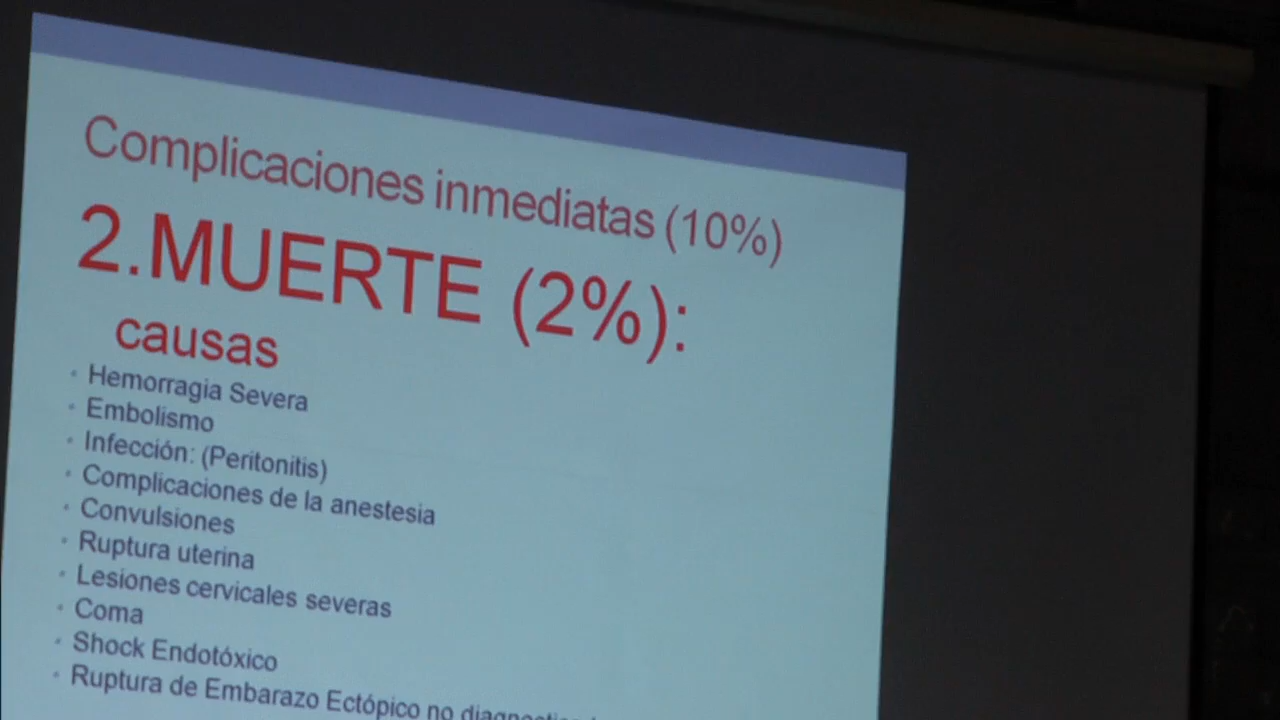 Complicaciones inmediatas (10%)
2.MUERTE (2%):
causas
• Hemorragia Severa
• Embolismo
• Infección: (Peritonitis)
• Complicaciones de la anestesia
• Convulsiones
• Ruptura uterina
• Lesiones cervicales severas
• Coma
• Shock Endotóxico
• Ruptura de Embarazo Ectópico no